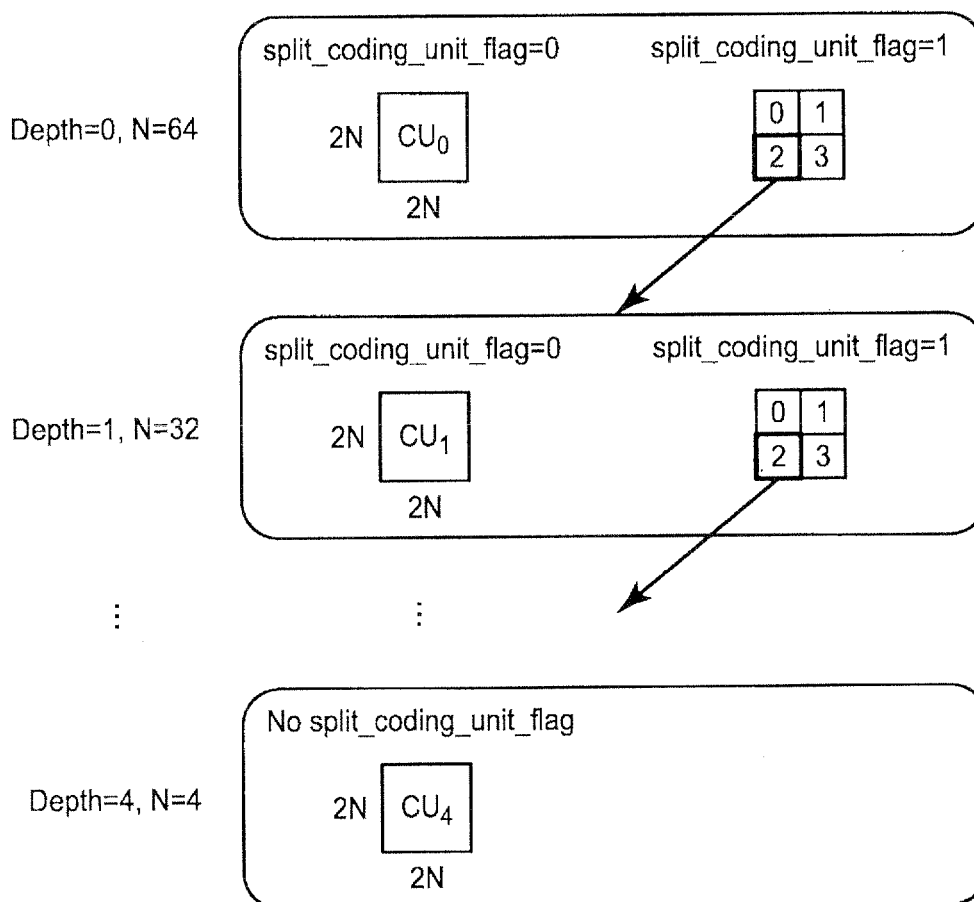 split_coding_unit_flag=0 split_coding_unit_flag=1
Depth=0, N=64
2N CU0 0 1
2 3
2N
split_coding_unit_flag=0 split_coding_unit_flag=1
Depth=1, N=32
2N CU1 0 1
2 3
2N
⋮ ⋮
No split_coding_unit_flag
Depth=4, N=4
2N CU4
2N